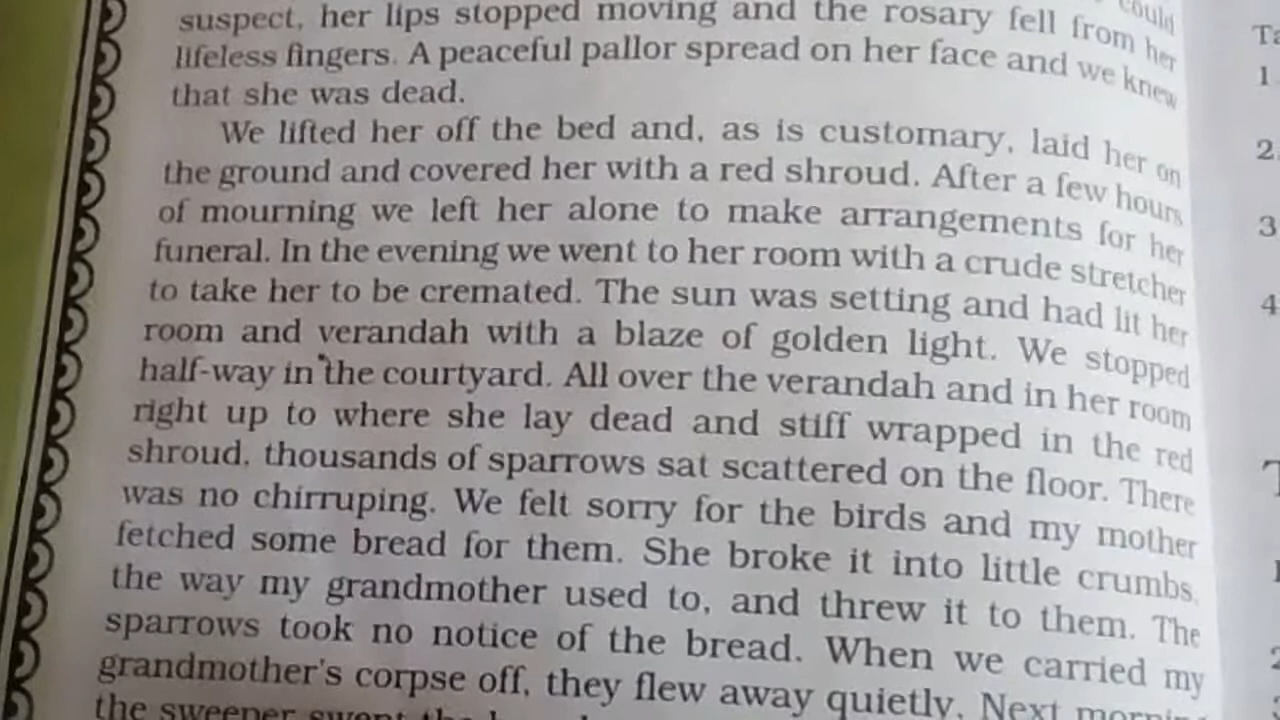 could
suspect, her lips stopped moving and the rosary fell from her
lifeless fingers. A peaceful pallor spread on her face and we knew
that she was dead.
We lifted her off the bed and, as is customary, laid her on
the ground and covered her with a red shroud. After a few hours
of mourning we left her alone to make arrangements for her
funeral. In the evening we went to her room with a crude stretcher
to take her to be cremated. The sun was setting and had lit her
room and verandah with a blaze of golden light. We stopped
half-way in the courtyard. All over the verandah and in her room
right up to where she lay dead and stiff wrapped in the red
shroud, thousands of sparrows sat scattered on the floor. There
was no chirruping. We felt sorry for the birds and my mother
fetched some bread for them. She broke it into little crumbs,
the way my grandmother used to, and threw it to them. The
sparrows took no notice of the bread. When we carried my
grandmother's corpse off, they flew away quietly. Next morning
the sweeper swept the
Ta
1
2.
3
4